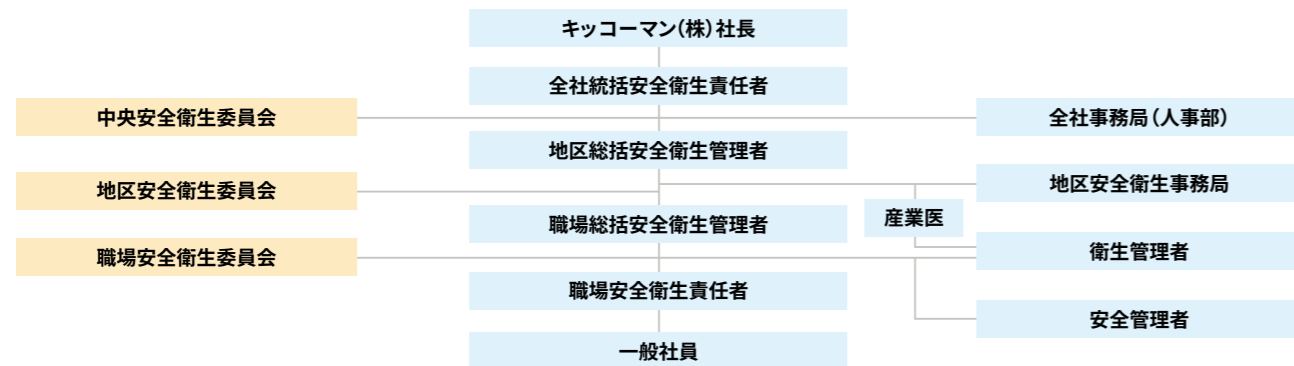 キッコーマン（株）社長
全社統括安全衛生責任者
中央安全衛生委員会
全社事務局（人事部）
地区総括安全衛生管理者
地区安全衛生委員会
地区安全衛生事務局
産業医
職場総括安全衛生管理者
衛生管理者
職場安全衛生委員会
職場安全衛生責任者
安全管理者
一般社員